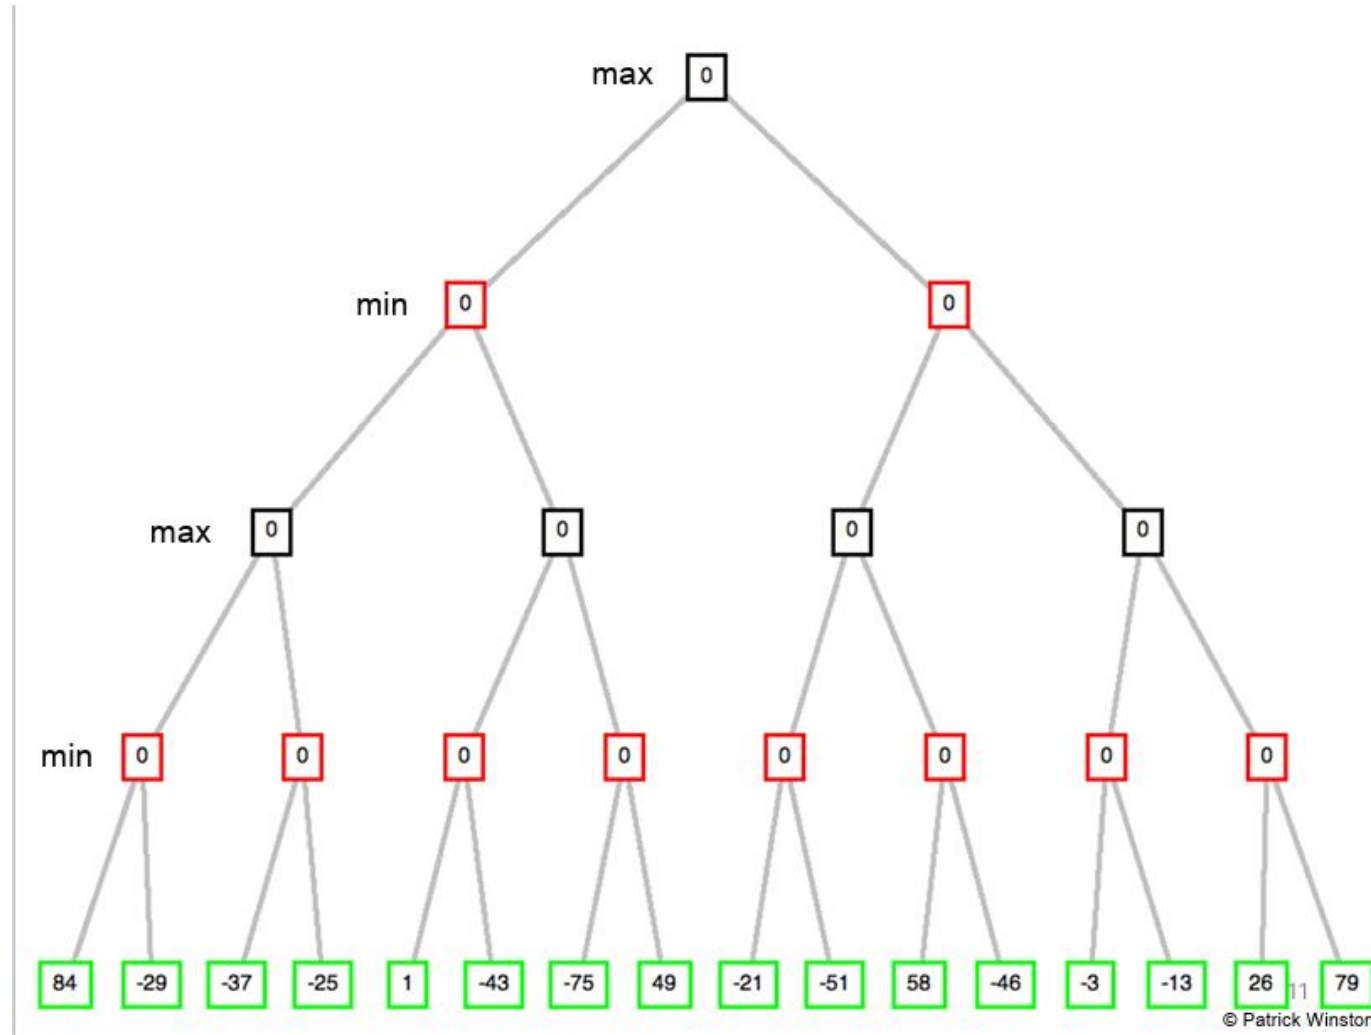 max 0
min 0 0
max 0 0 0 0
min 0 0 0 0 0 0 0 0
84 -29 -37 -25 1 -43 -75 49 -21 -51 58 -46 -3 -13 26 79
11
© Patrick Winston